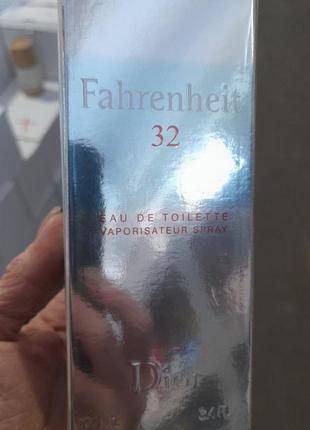 Fahrenheit
32
EAU DE TOILETTE
VAPORISATEUR SPRAY
Dior